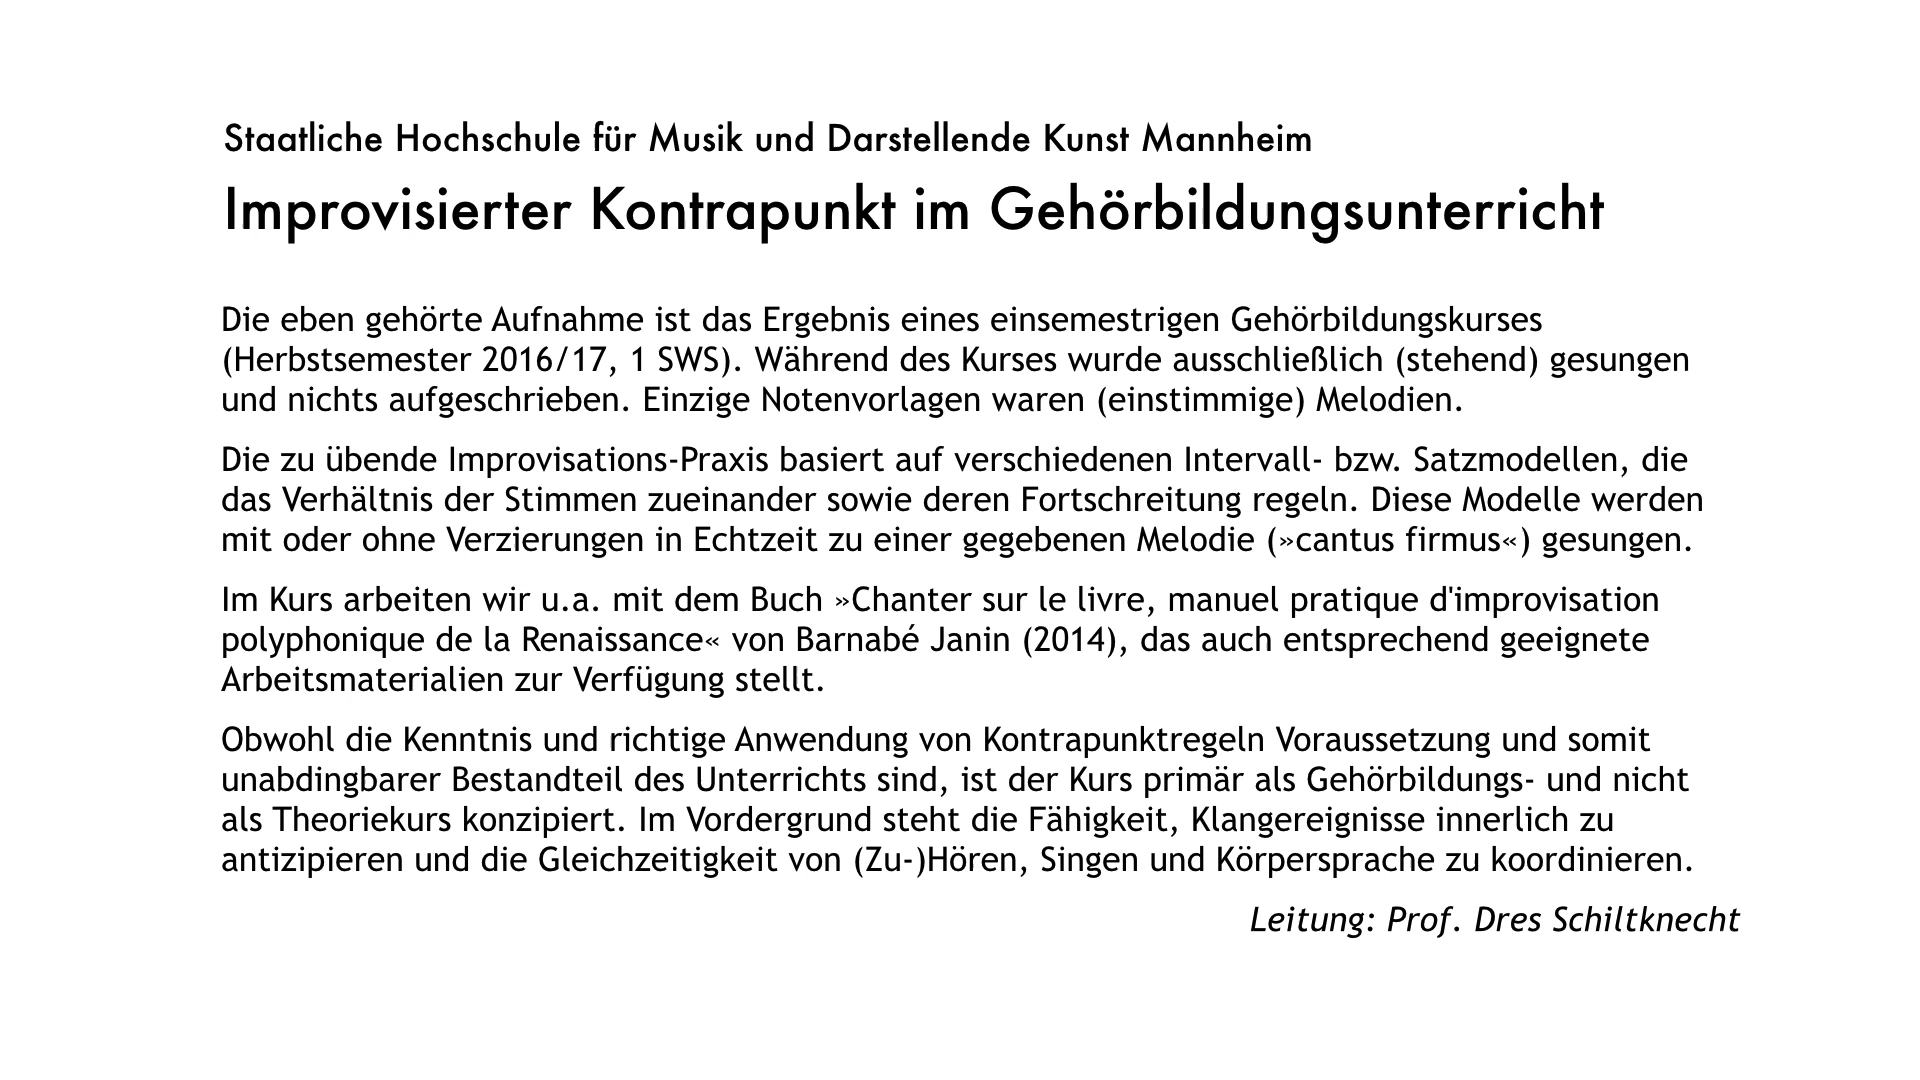 Staatliche Hochschule für Musik und Darstellende Kunst Mannheim
Improvisierter Kontrapunkt im Gehörbildungsunterricht
Die eben gehörte Aufnahme ist das Ergebnis eines einsemestrigen Gehörbildungskurses
(Herbstsemester 2016/17, 1 SWS). Während des Kurses wurde ausschließlich (stehend) gesungen
und nichts aufgeschrieben. Einzige Notenvorlagen waren (einstimmige) Melodien.
Die zu übende Improvisations-Praxis basiert auf verschiedenen Intervall- bzw. Satzmodellen, die
das Verhältnis der Stimmen zueinander sowie deren Fortschreitung regeln. Diese Modelle werden
mit oder ohne Verzierungen in Echtzeit zu einer gegebenen Melodie (»cantus firmus«) gesungen.
Im Kurs arbeiten wir u.a. mit dem Buch »Chanter sur le livre, manuel pratique d'improvisation
polyphonique de la Renaissance« von Barnabé Janin (2014), das auch entsprechend geeignete
Arbeitsmaterialien zur Verfügung stellt.
Obwohl die Kenntnis und richtige Anwendung von Kontrapunktregeln Voraussetzung und somit
unabdingbarer Bestandteil des Unterrichts sind, ist der Kurs primär als Gehörbildungs- und nicht
als Theoriekurs konzipiert. Im Vordergrund steht die Fähigkeit, Klangereignisse innerlich zu
antizipieren und die Gleichzeitigkeit von (Zu-)Hören, Singen und Körpersprache zu koordinieren.
Leitung: Prof. Dres Schiltknecht